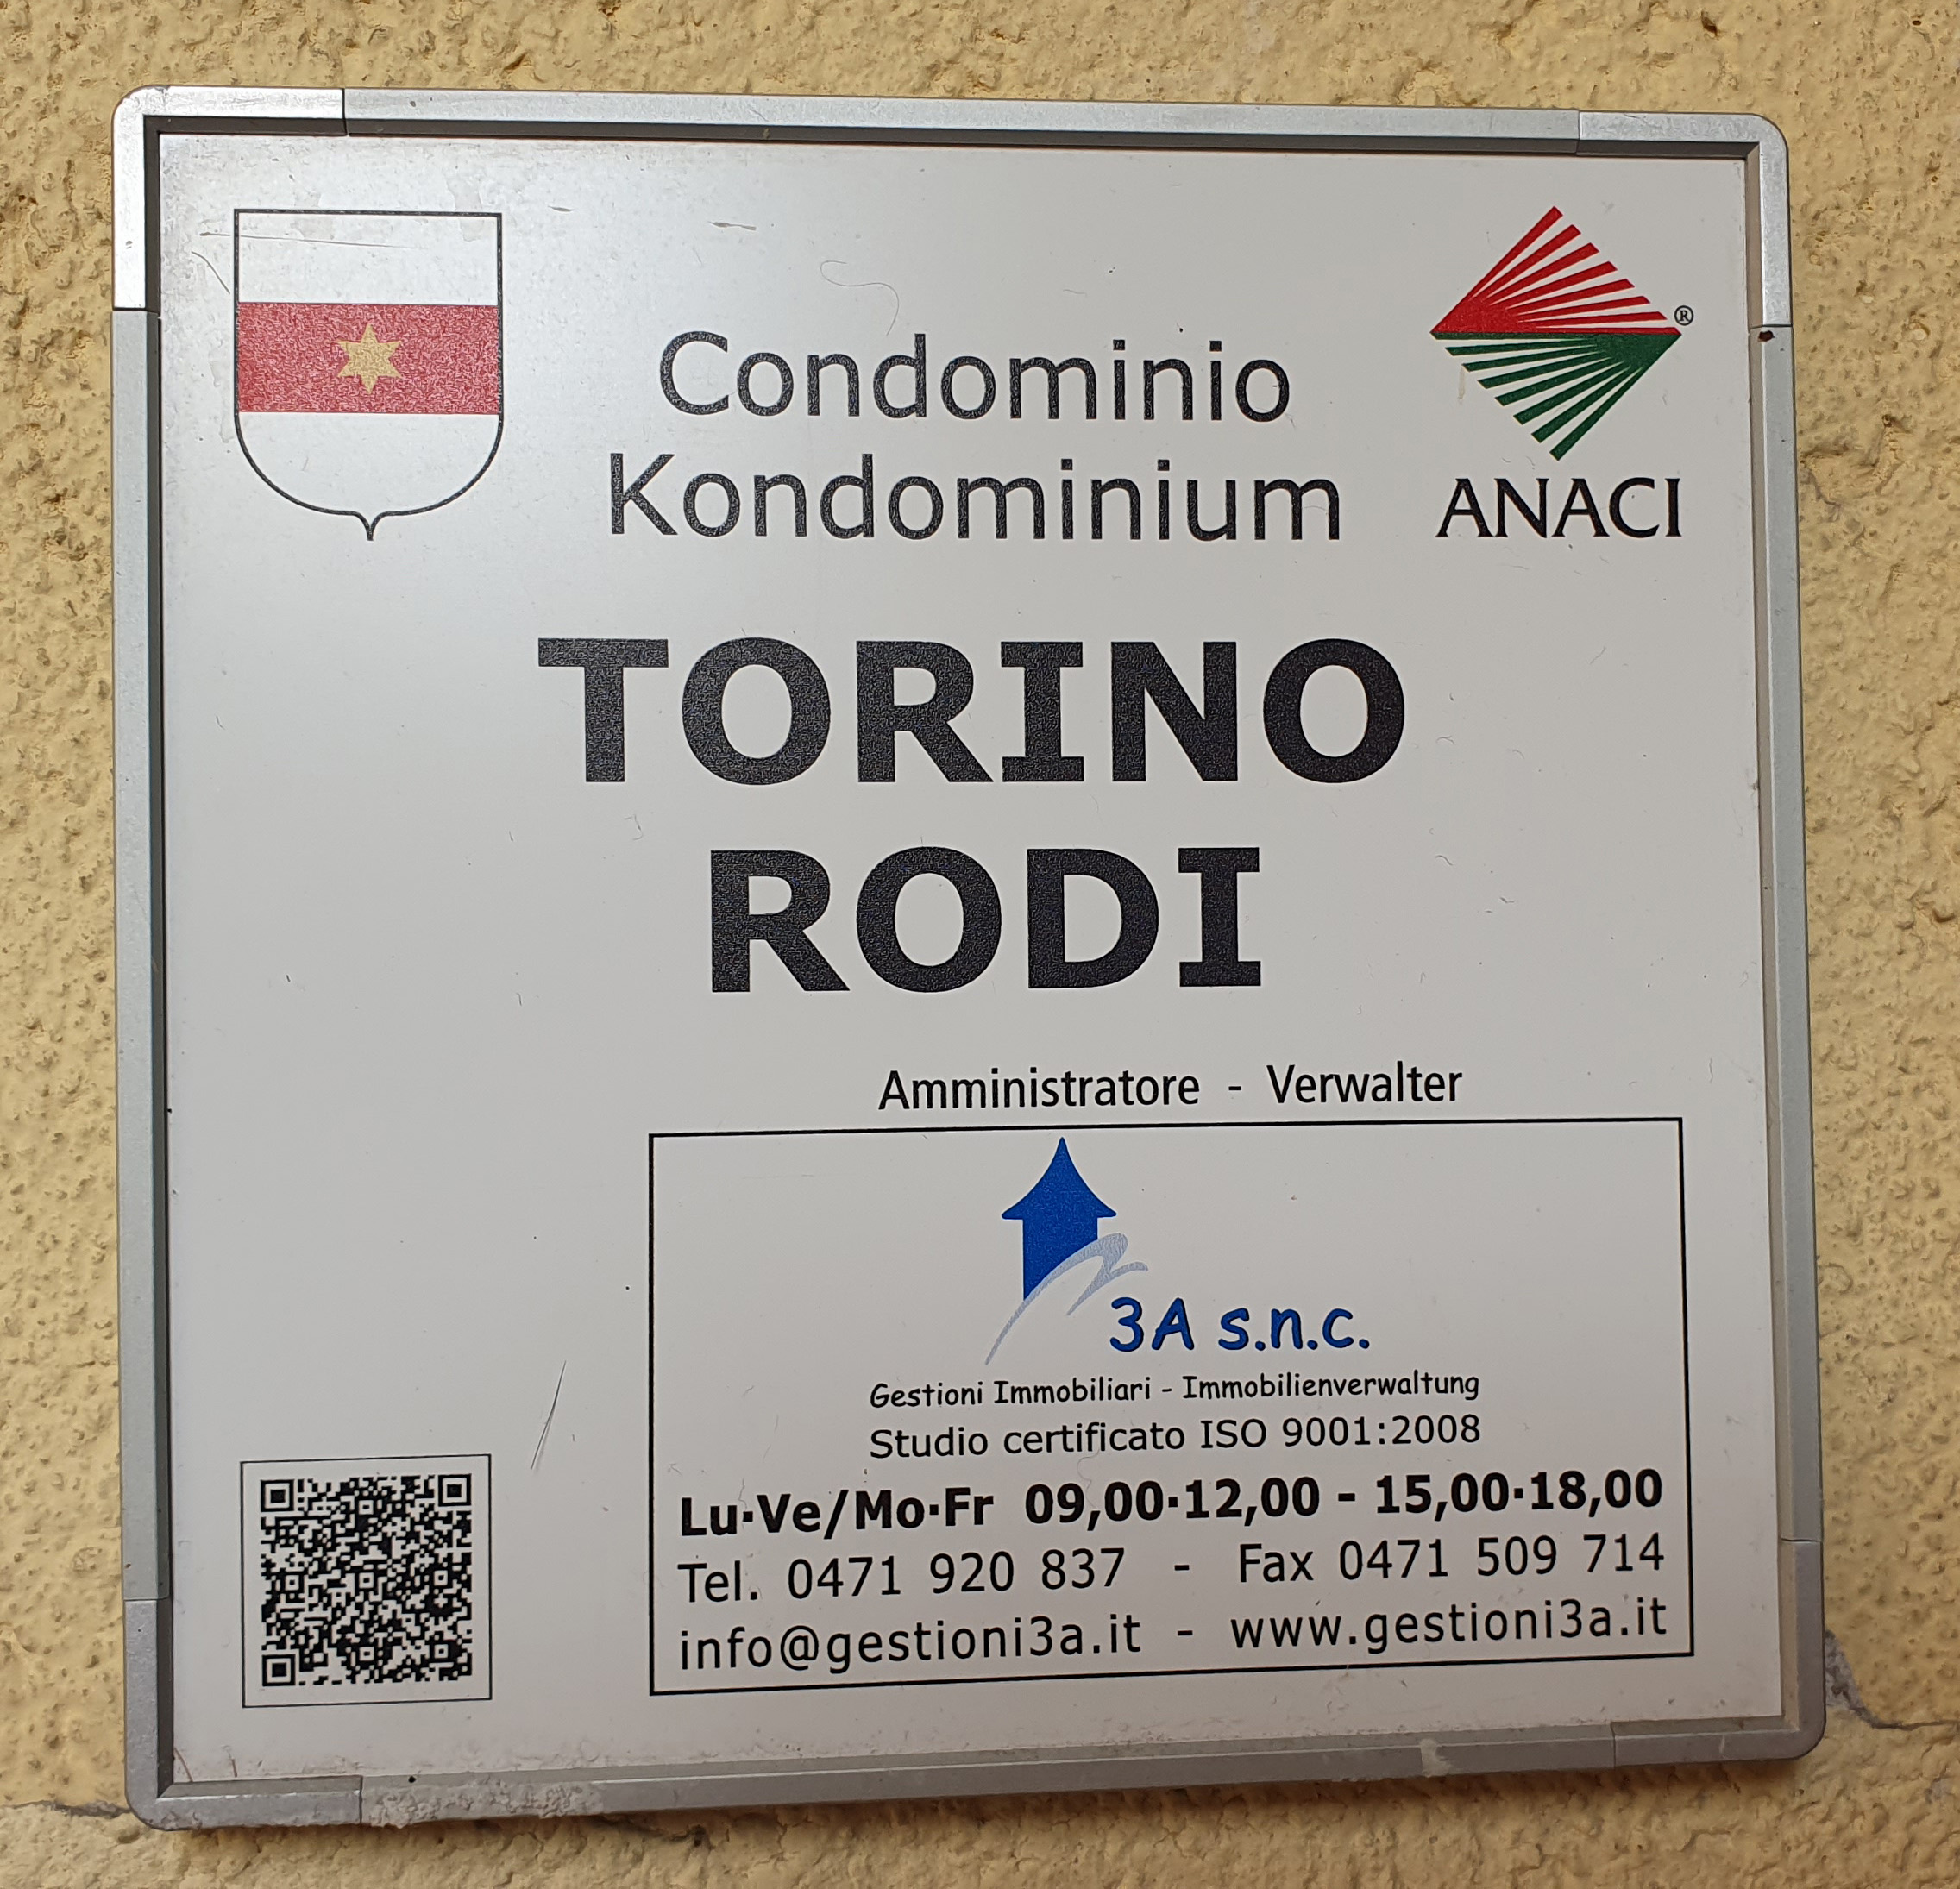 Condominio
Kondominium
®
ANACI
TORINO
RODI
Amministratore - Verwalter
3A s.n.c.
Gestioni Immobiliari - Immobilienverwaltung
Studio certificato ISO 9001:2008
Lu·Ve/Mo·Fr 09,00·12,00 - 15,00·18,00
Tel. 0471 920 837 - Fax 0471 509 714
info@gestioni3a.it - www.gestioni3a.it